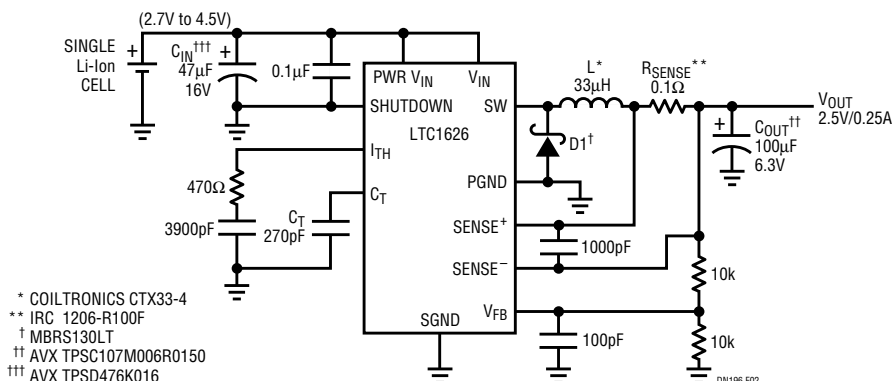 (2.7V to 4.5V)
SINGLE
Li-Ion
CELL
+
C_IN†††
47µF
16V
+
0.1µF
PWR V_IN
V_IN
SHUTDOWN
SW
LTC1626
I_TH
C_T
PGND
SENSE+
SENSE−
V_FB
SGND
470Ω
3900pF
C_T
270pF
L*
33µH
R_SENSE**
0.1Ω
D1†
1000pF
100pF
+
C_OUT††
100µF
6.3V
V_OUT
2.5V/0.25A
10k
10k
* COILTRONICS CTX33-4
** IRC 1206-R100F
† MBRS130LT
†† AVX TPSC107M006R0150
††† AVX TPSD476K016
DN196 F02